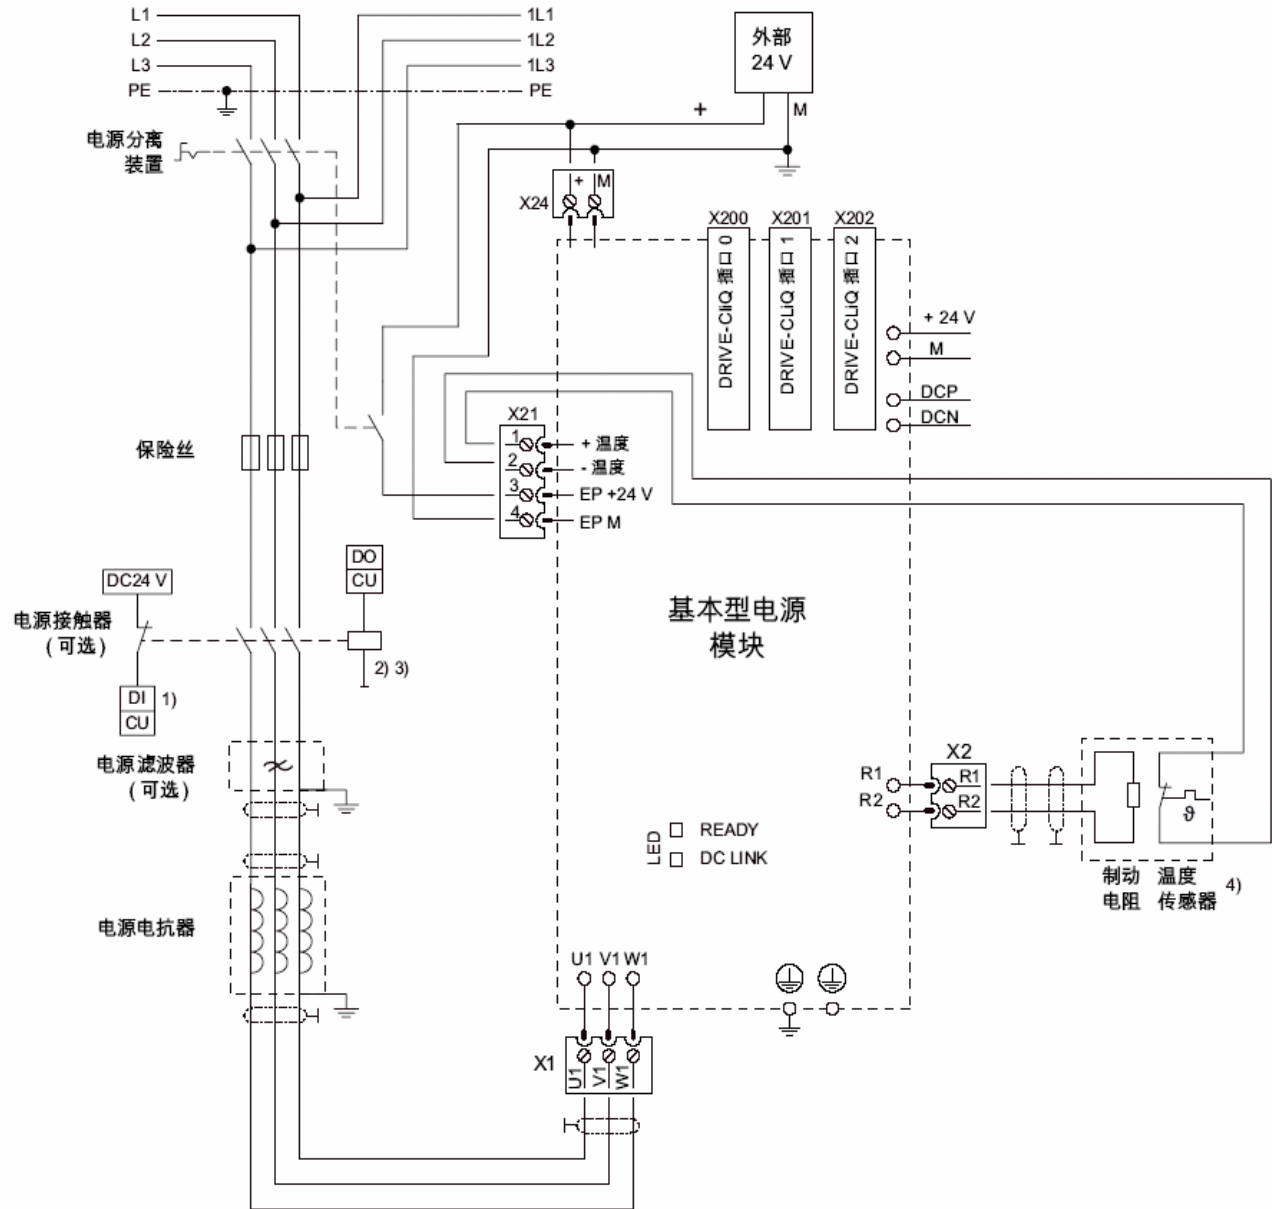 L1
1L1
L2
1L2
L3
1L3
PE
PE
外部
24 V
+
M
电源分离
装置
+
M
X24
X200
X201
X202
DRIVE-CliQ 插口 0
DRIVE-CLiQ 插口 1
DRIVE-CLiQ 插口 2
+ 24 V
M
DCP
DCN
X21
1
+ 温度
2
- 温度
3
EP +24 V
4
EP M
保险丝
DO
CU
DC24 V
电源接触器
(可选)
2) 3)
DI
CU
1)
基本型电源
模块
电源滤波器
(可选)
X2
R1
R1
R2
R2
LED
READY
DC LINK
ϑ
制动
电阻
温度
传感器
4)
电源电抗器
U1
V1
W1
X1
U1
V1
W1